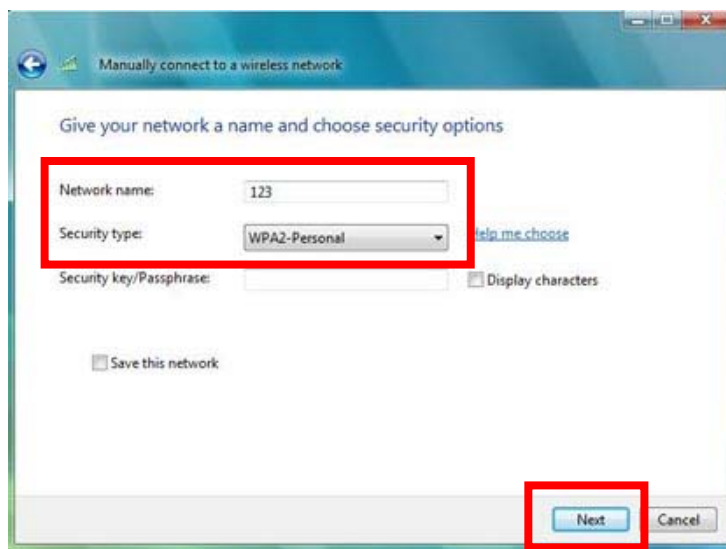 Manually connect to a wireless network
Give your network a name and choose security options
Network name: 123
Security type: WPA2-Personal Help me choose
Security key/Passphrase: Display characters
Save this network
Next Cancel